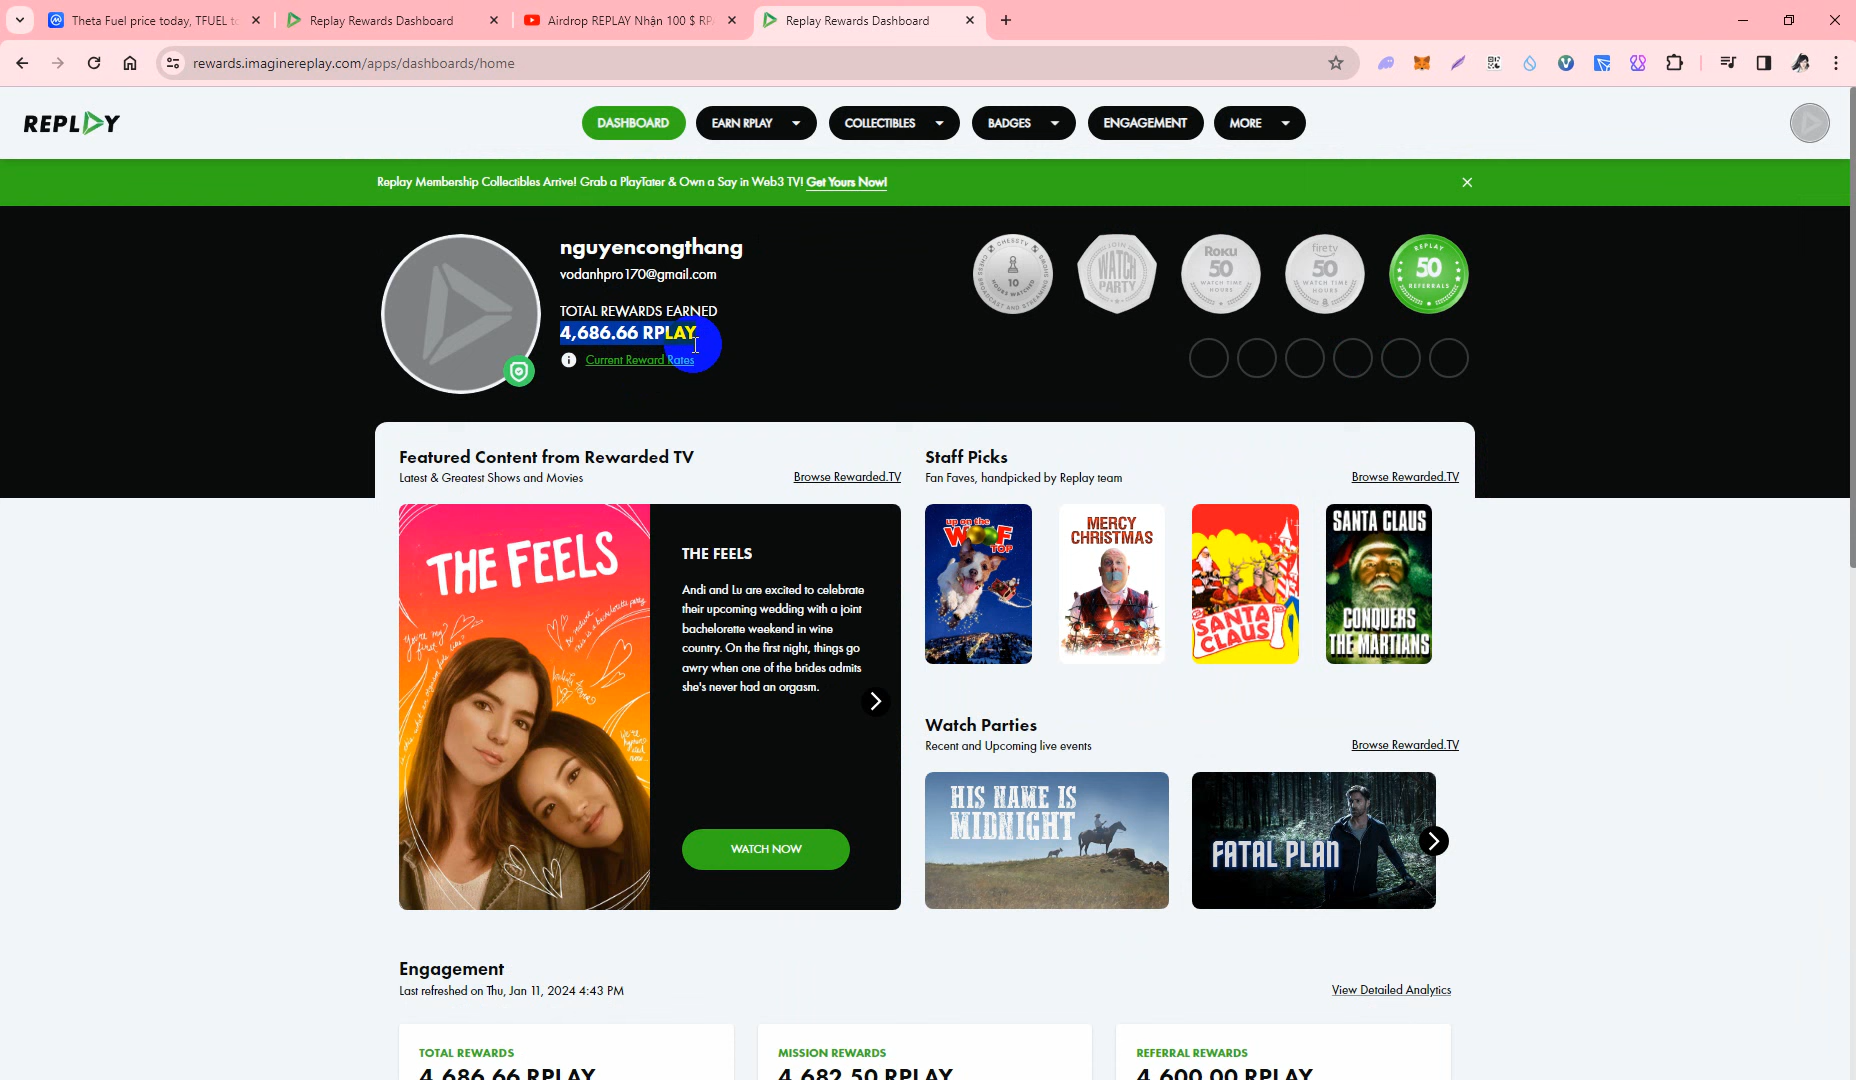 Theta Fuel price today, TFUEL to
Replay Rewards Dashboard
Airdrop REPLAY Nhận 100 $ RP
Replay Rewards Dashboard
rewards.imaginereplay.com/apps/dashboards/home
REPLAY
DASHBOARD
EARN RPLAY
COLLECTIBLES
BADGES
ENGAGEMENT
MORE
Replay Membership Collectibles Arrive! Grab a PlayTater & Own a Say in Web3 TV! Get Yours Now!
nguyencongthang
vodanhpro170@gmail.com
TOTAL REWARDS EARNED
4,686.66 RPLAY
Current Reward Rates
CHESSTV
10
HOURS WATCHED
JOIN
WATCH
PARTY
ROKU
50
WATCH TIME
HOURS
firetv
50
WATCH TIME
HOURS
REPLAY
50
REFERRALS
Featured Content from Rewarded TV
Latest & Greatest Shows and Movies
Browse Rewarded.TV
THE FEELS
THE FEELS
Andi and Lu are excited to celebrate
their upcoming wedding with a joint
bachelorette weekend in wine
country. On the first night, things go
awry when one of the brides admits
she's never had an orgasm.
WATCH NOW
Staff Picks
Fan Faves, handpicked by Replay team
Browse Rewarded.TV
up on the
WOOF
TOP
MERCY
CHRISTMAS
SANTA
CLAUS
SANTA CLAUS
CONQUERS
THE MARTIANS
Watch Parties
Recent and Upcoming live events
Browse Rewarded.TV
HIS NAME IS
MIDNIGHT
FATAL PLAN
Engagement
Last refreshed on Thu, Jan 11, 2024 4:43 PM
View Detailed Analytics
TOTAL REWARDS
4,686.66 RPLAY
MISSION REWARDS
4,682.50 RPLAY
REFERRAL REWARDS
4,600.00 RPLAY